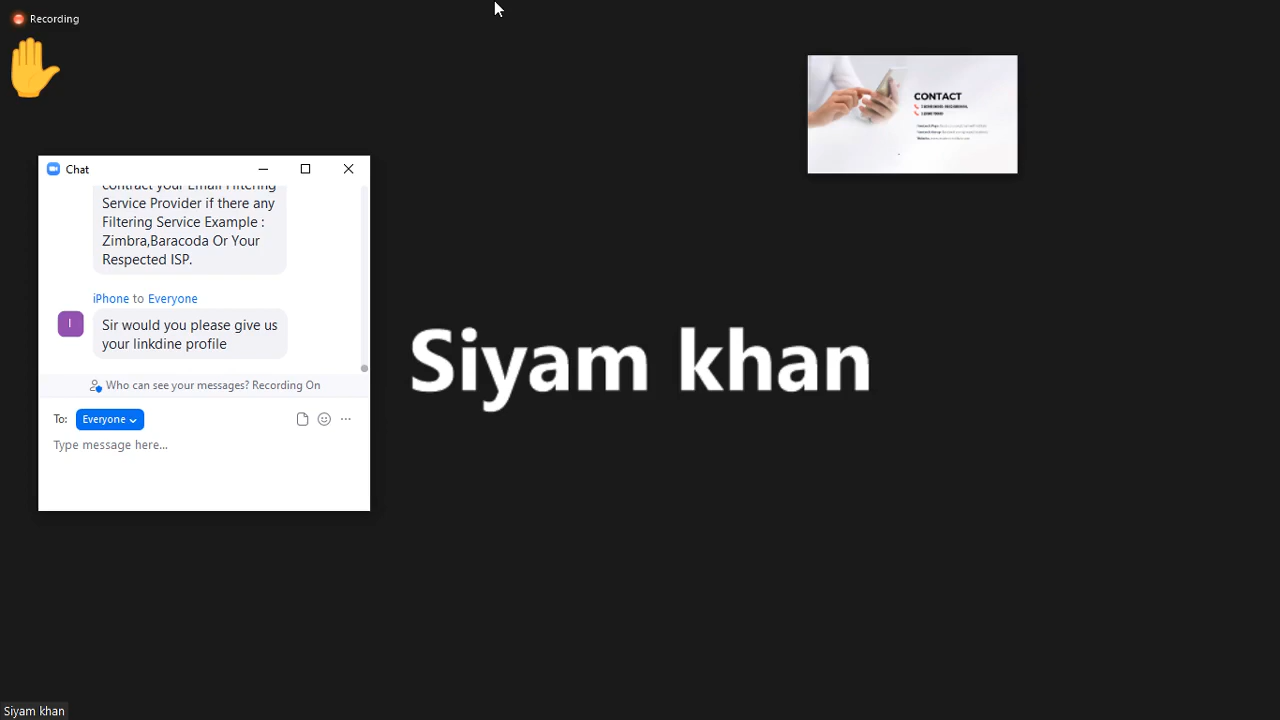 Recording
CONTACT
Chat
contract your Email Filtering
Service Provider if there any
Filtering Service Example :
Zimbra,Baracoda Or Your
Respected ISP.
iPhone to Everyone
I
Sir would you please give us
your linkdine profile
Who can see your messages? Recording On
To: Everyone
Type message here...
Siyam khan
Siyam khan